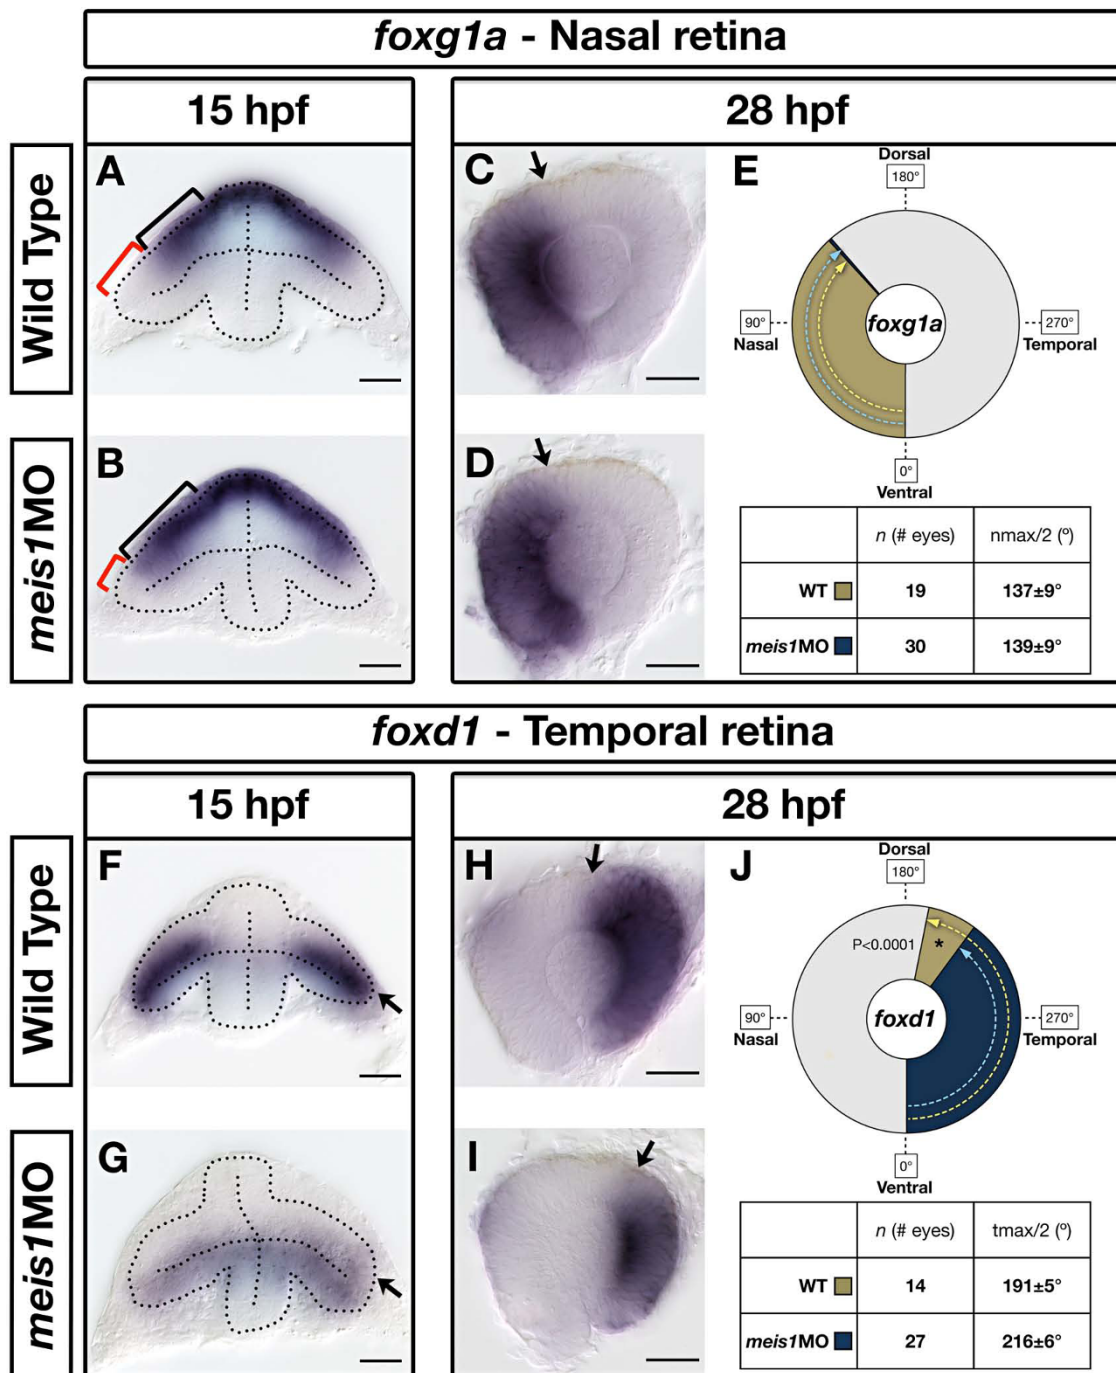 foxg1a - Nasal retina
15 hpf
28 hpf
Wild Type
meis1MO
A
B
C
D
E
Dorsal
180°
90°
Nasal
foxg1a
270°
Temporal
0°
Ventral
n (# eyes) nmax/2 (º)
WT 19 137±9°
meis1MO 30 139±9°
foxd1 - Temporal retina
15 hpf
28 hpf
Wild Type
meis1MO
F
G
H
I
J
Dorsal
180°
P<0.0001 *
90°
Nasal
foxd1
270°
Temporal
0°
Ventral
n (# eyes) tmax/2 (º)
WT 14 191±5°
meis1MO 27 216±6°